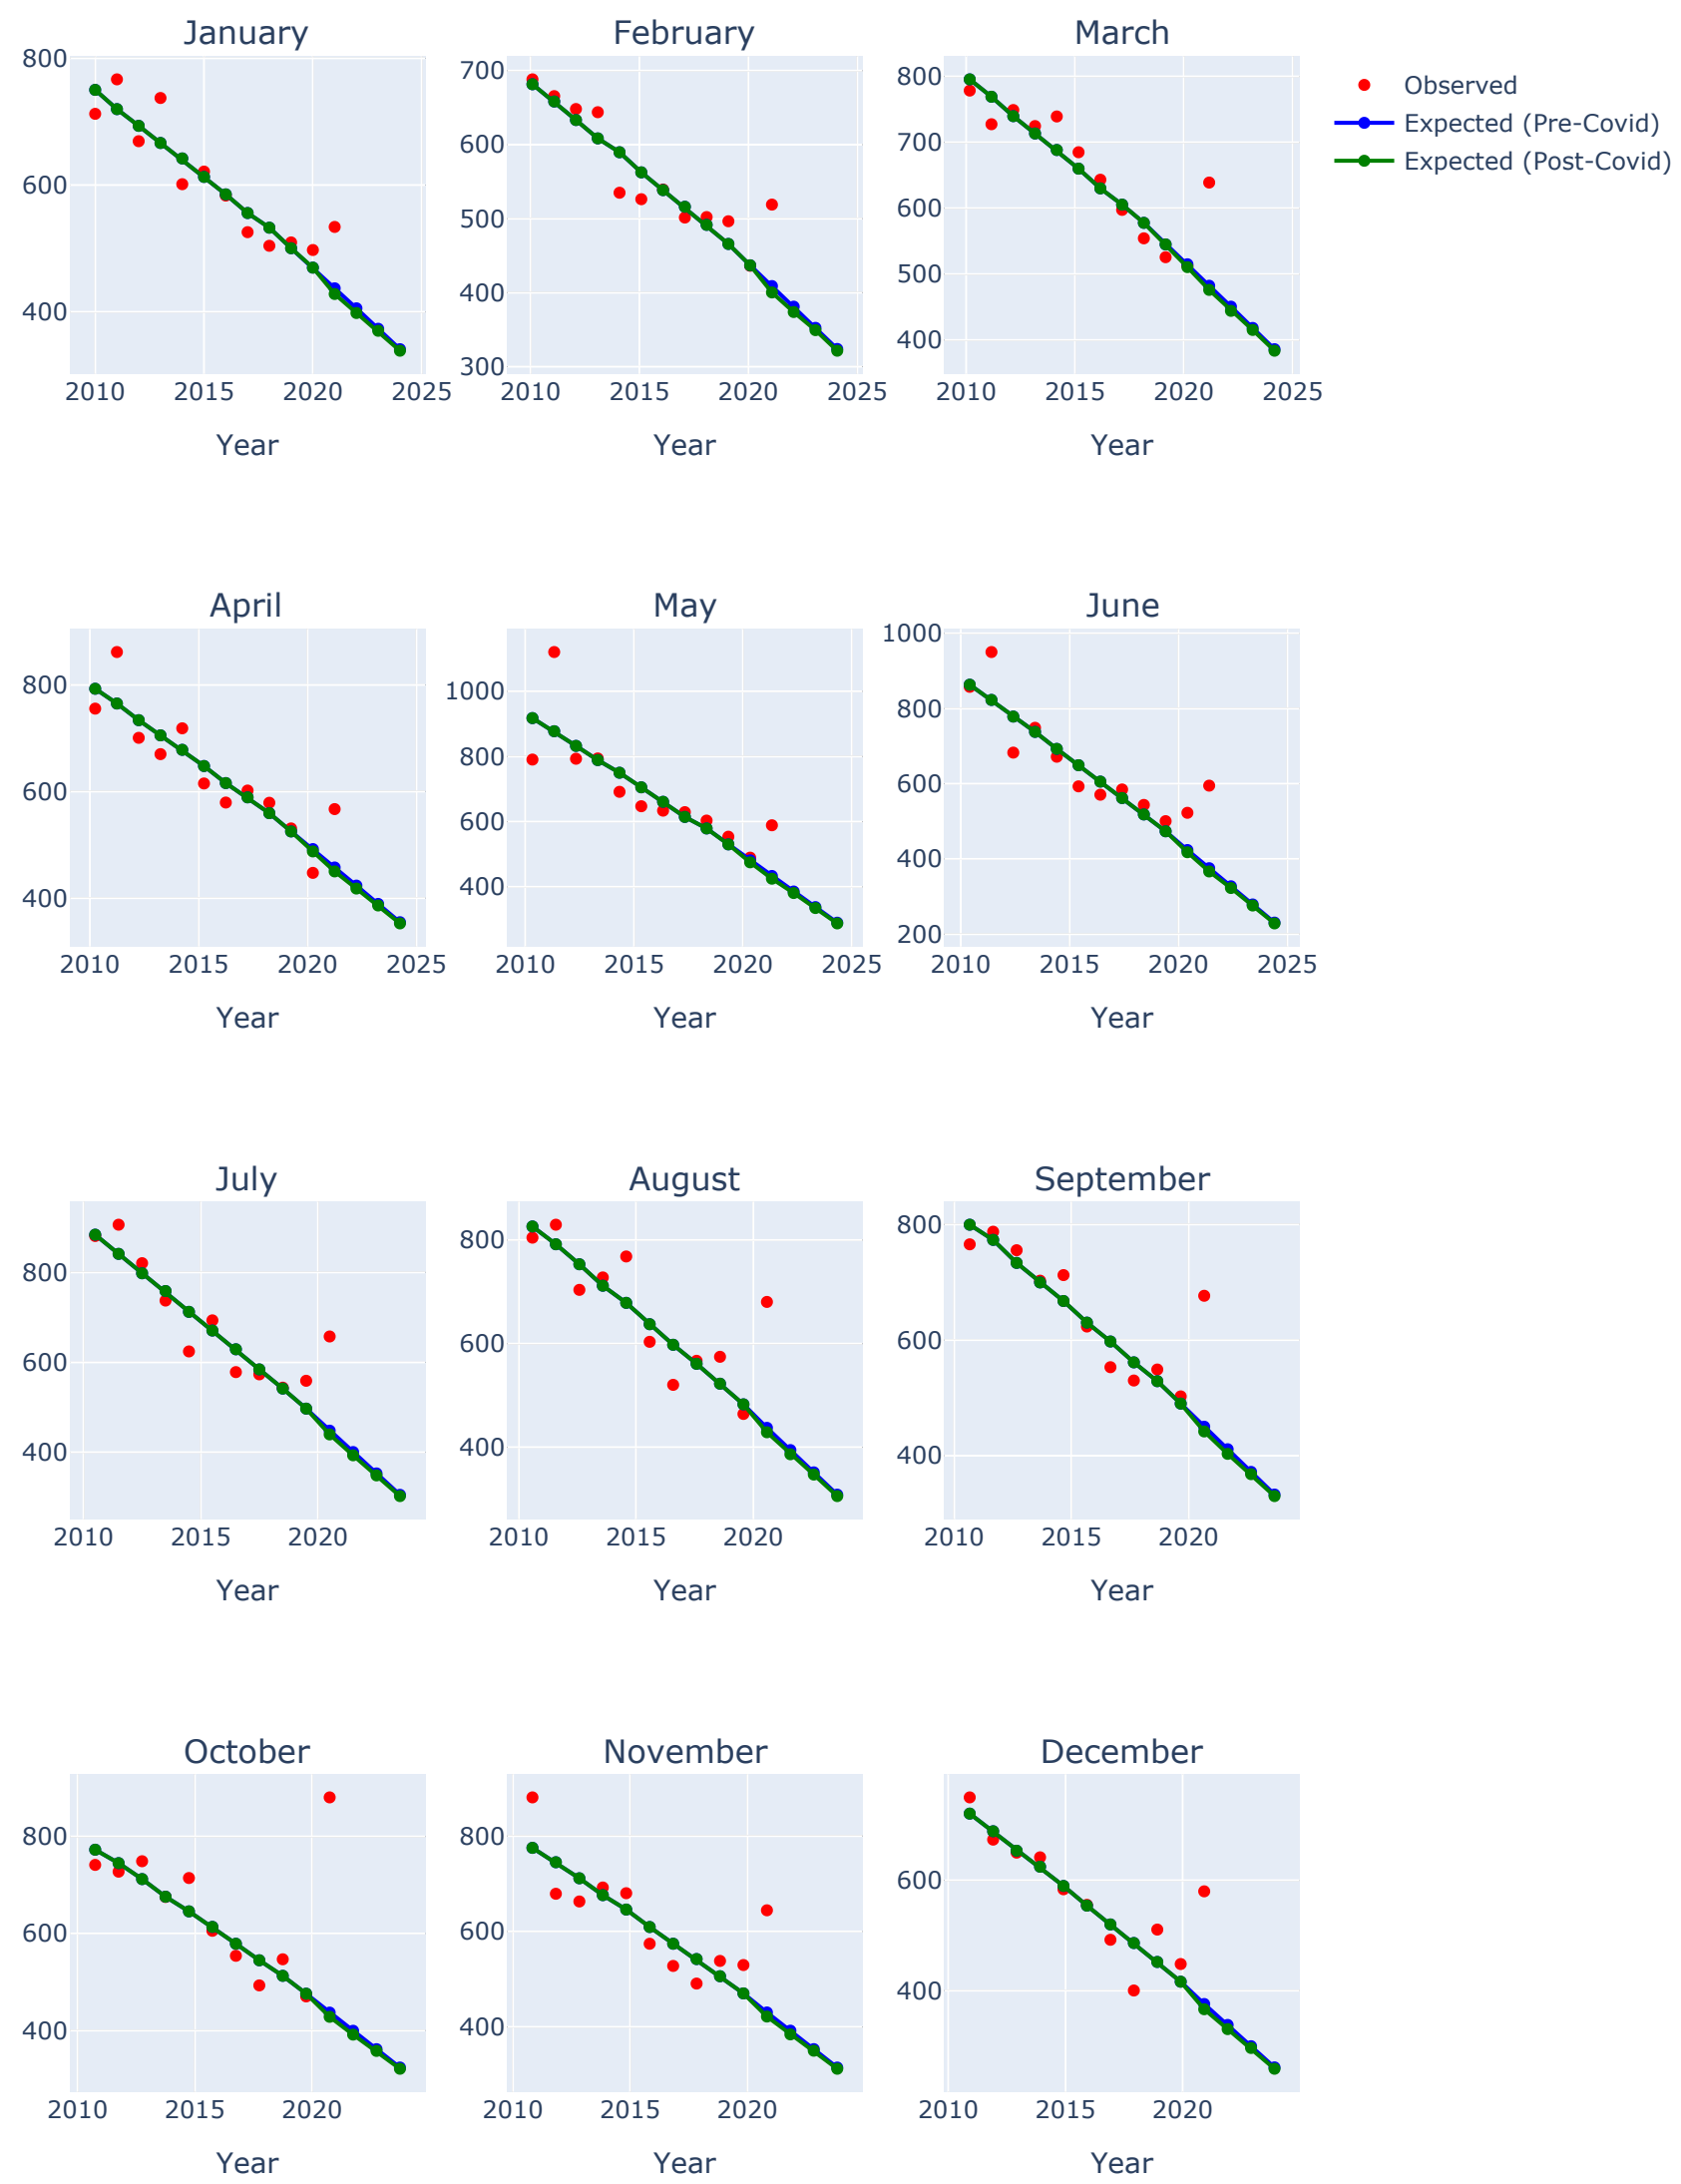 January February March
800
600
400
2010 2015 2020 2025
Year
700
600
500
400
300
2010 2015 2020 2025
Year
800
700
600
500
400
2010 2015 2020 2025
Year
Observed
Expected (Pre-Covid)
Expected (Post-Covid)
April May June
800
600
400
2010 2015 2020 2025
Year
1000
800
600
400
2010 2015 2020 2025
Year
1000
800
600
400
200
2010 2015 2020 2025
Year
July August September
800
600
400
2010 2015 2020
Year
800
600
400
2010 2015 2020
Year
800
600
400
2010 2015 2020
Year
October November December
800
600
400
2010 2015 2020
Year
800
600
400
2010 2015 2020
Year
600
400
2010 2015 2020
Year